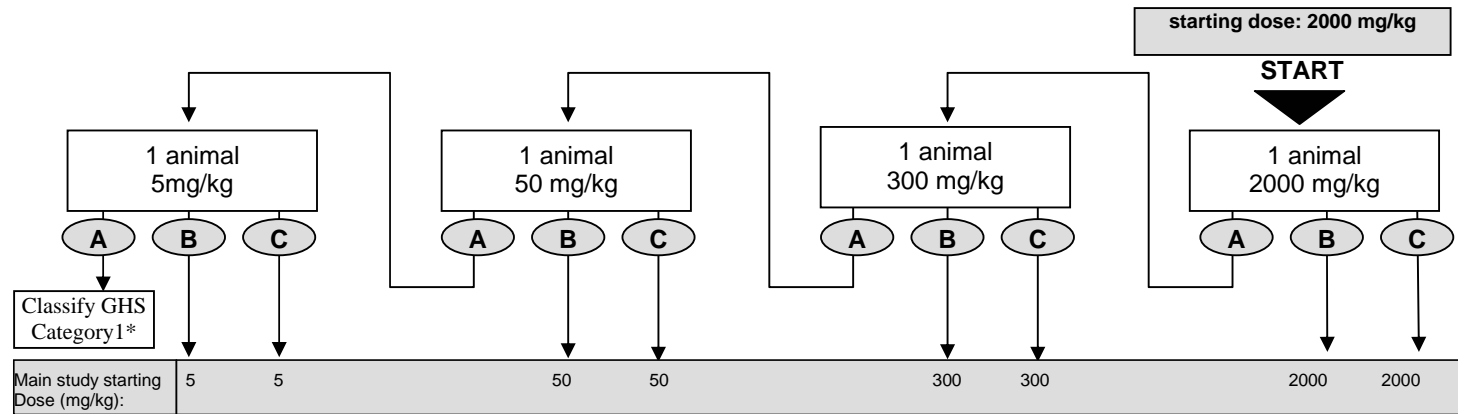 starting dose: 2000 mg/kg
START
1 animal
5mg/kg
1 animal
50 mg/kg
1 animal
300 mg/kg
1 animal
2000 mg/kg
A B C A B C A B C A B C
Classify GHS
Category1*
Main study starting
Dose (mg/kg):
5 5 50 50 300 300 2000 2000